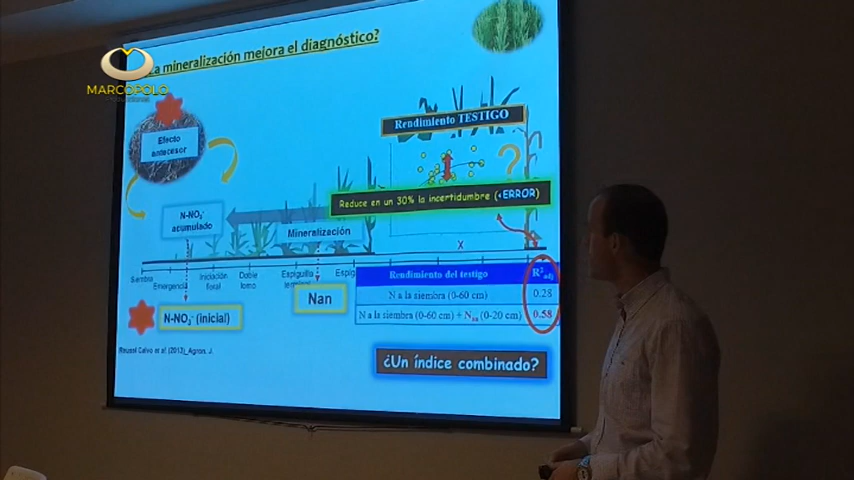 a mineralización mejora el diagnóstico?
MARCOPOLO
Rendimiento TESTIGO
Efecto
antecesor
?
Reduce en un 30% la incertidumbre (<ERROR)
N-NO₃⁻
acumulado
Mineralización
X
Siembra
Emergencia
Iniciación
floral
Doble
lomo
Espiguilla
Espig
Rendimiento del testigo R²adj
N a la siembra (0-60 cm) 0.28
N a la siembra (0-60 cm) + Nan (0-20 cm) 0.58
Nan
N-NO₃⁻ (inicial)
Reussi Calvo et al. (2013)_Agron. J.
¿Un índice combinado?